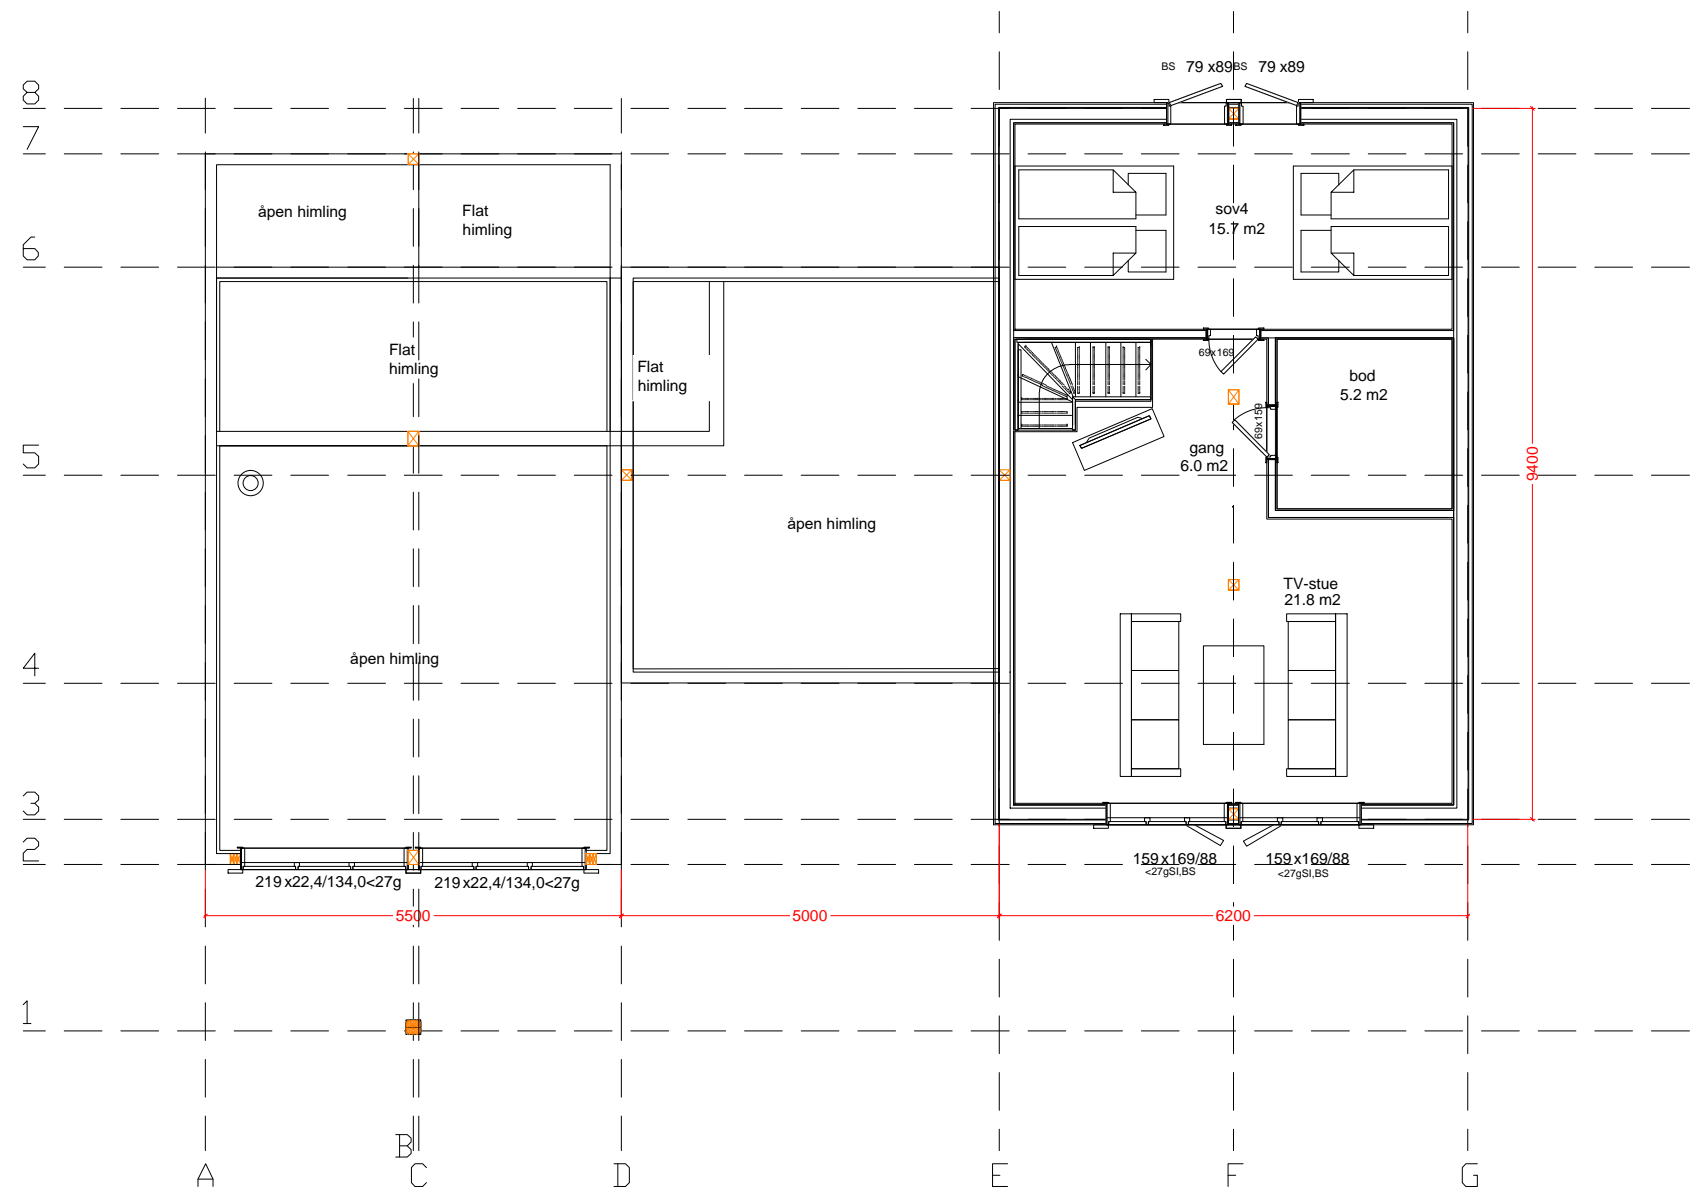 BS 79 x89 BS 79 x89
8
7
åpen himling
Flat
himling
sov4
15.7 m2
6
Flat
himling
Flat
himling
69x169
bod
5.2 m2
69x159
gang
6.0 m2
5
9400
åpen himling
TV-stue
21.8 m2
åpen himling
4
3
2
219 x22,4/134,0<27g 219 x22,4/134,0<27g
159 x169/88 159 x169/88
<27gSI,BS <27gSI,BS
5500 5000 6200
1
B
A C D E F G